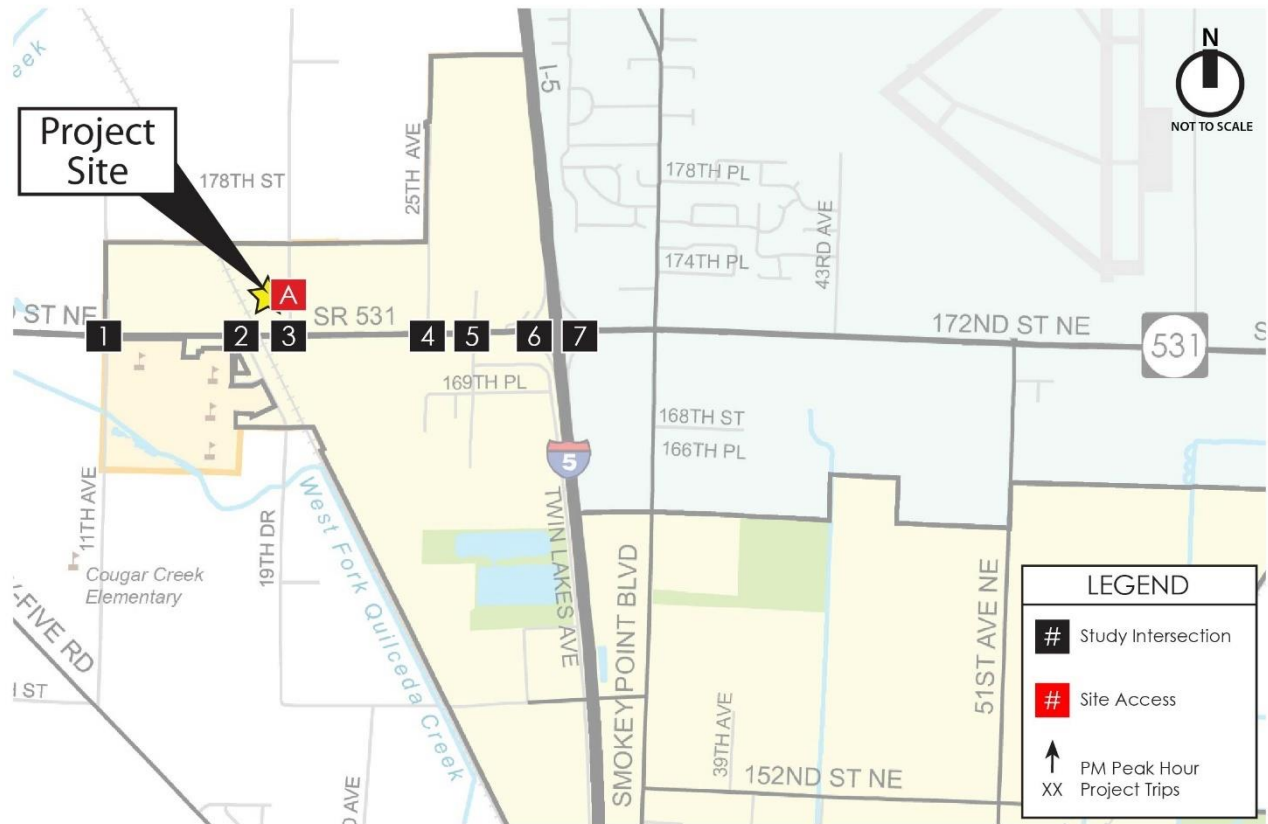 Creek
N
NOT TO SCALE
I-5
Project
Site
178TH ST
25TH AVE
178TH PL
174TH PL
43RD AVE
A
D ST NE
SR 531
1
2
3
4
5
6
7
172ND ST NE
531
S
169TH PL
168TH ST
166TH PL
5
11TH AVE
19TH DR
West Fork Quilceda Creek
TWIN LAKES AVE
SMOKEY POINT BLVD
51ST AVE NE
Cougar Creek
Elementary
-FIVE RD
H ST
39TH AVE
152ND ST NE
D AVE
LEGEND
# Study Intersection
# Site Access
PM Peak Hour
XX Project Trips